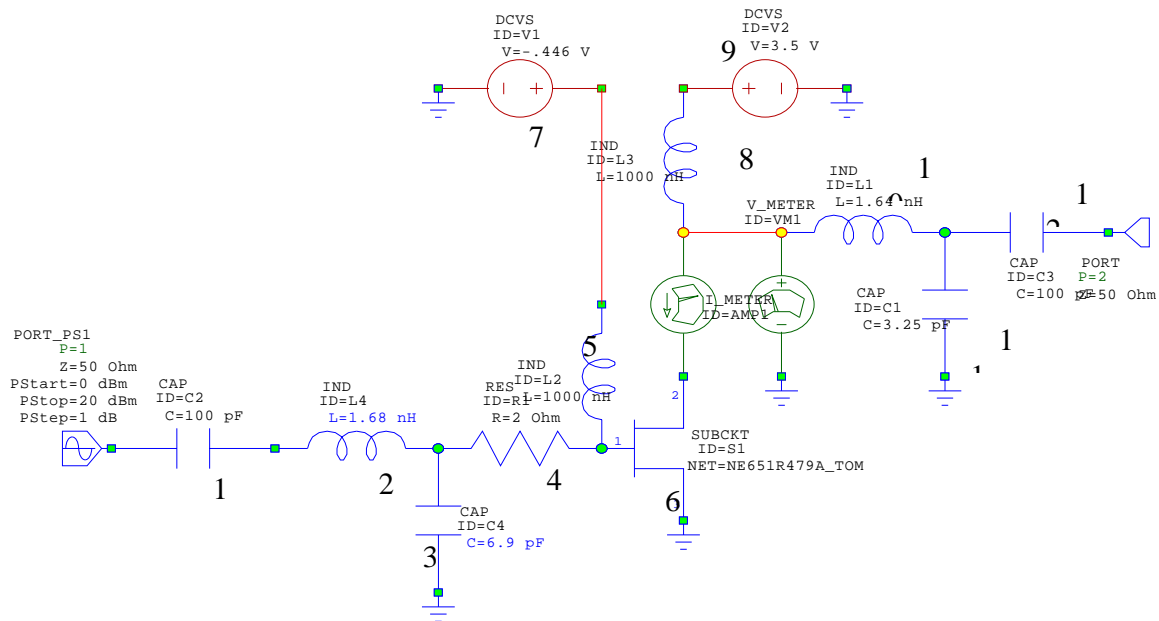 DCVS
ID=V1
V=-.446 V
7
DCVS
ID=V2
V=3.5 V
9
IND
ID=L3
L=1000 nH
8
V_METER
ID=VM1
IND
ID=L1
L=1.64 nH
1
1
CAP
ID=C3
C=100 pF
PORT
P=2
Z=50 Ohm
CAP
ID=C1
C=3.25 pF
1
I_METER
ID=AMP1
PORT_PS1
P=1
Z=50 Ohm
PStart=0 dBm
PStop=20 dBm
PStep=1 dB
CAP
ID=C2
C=100 pF
1
IND
ID=L4
L=1.68 nH
2
CAP
ID=C4
C=6.9 pF
3
RES
ID=R1
R=2 Ohm
4
IND
ID=L2
L=1000 nH
5
1
2
SUBCKT
ID=S1
NET=NE651R479A_TOM
6